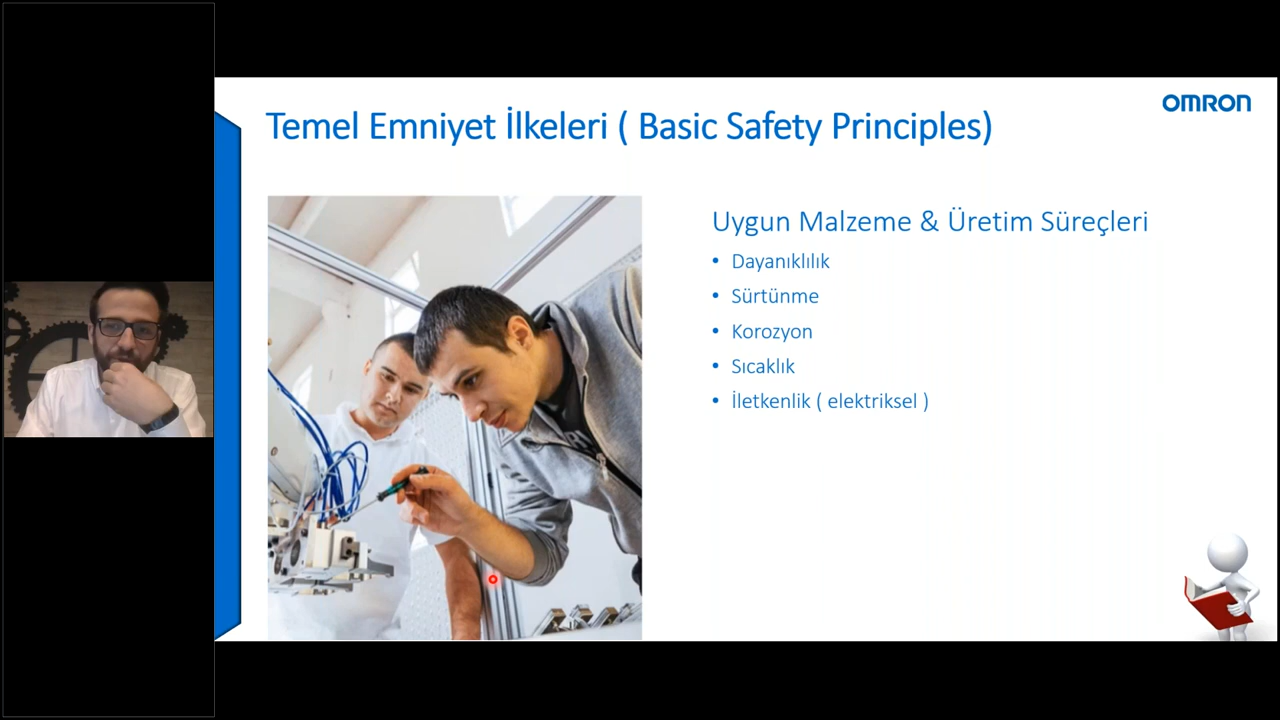 OMRON
Temel Emniyet İlkeleri ( Basic Safety Principles)
Uygun Malzeme & Üretim Süreçleri
• Dayanıklılık
• Sürtünme
• Korozyon
• Sıcaklık
• İletkenlik ( elektriksel )